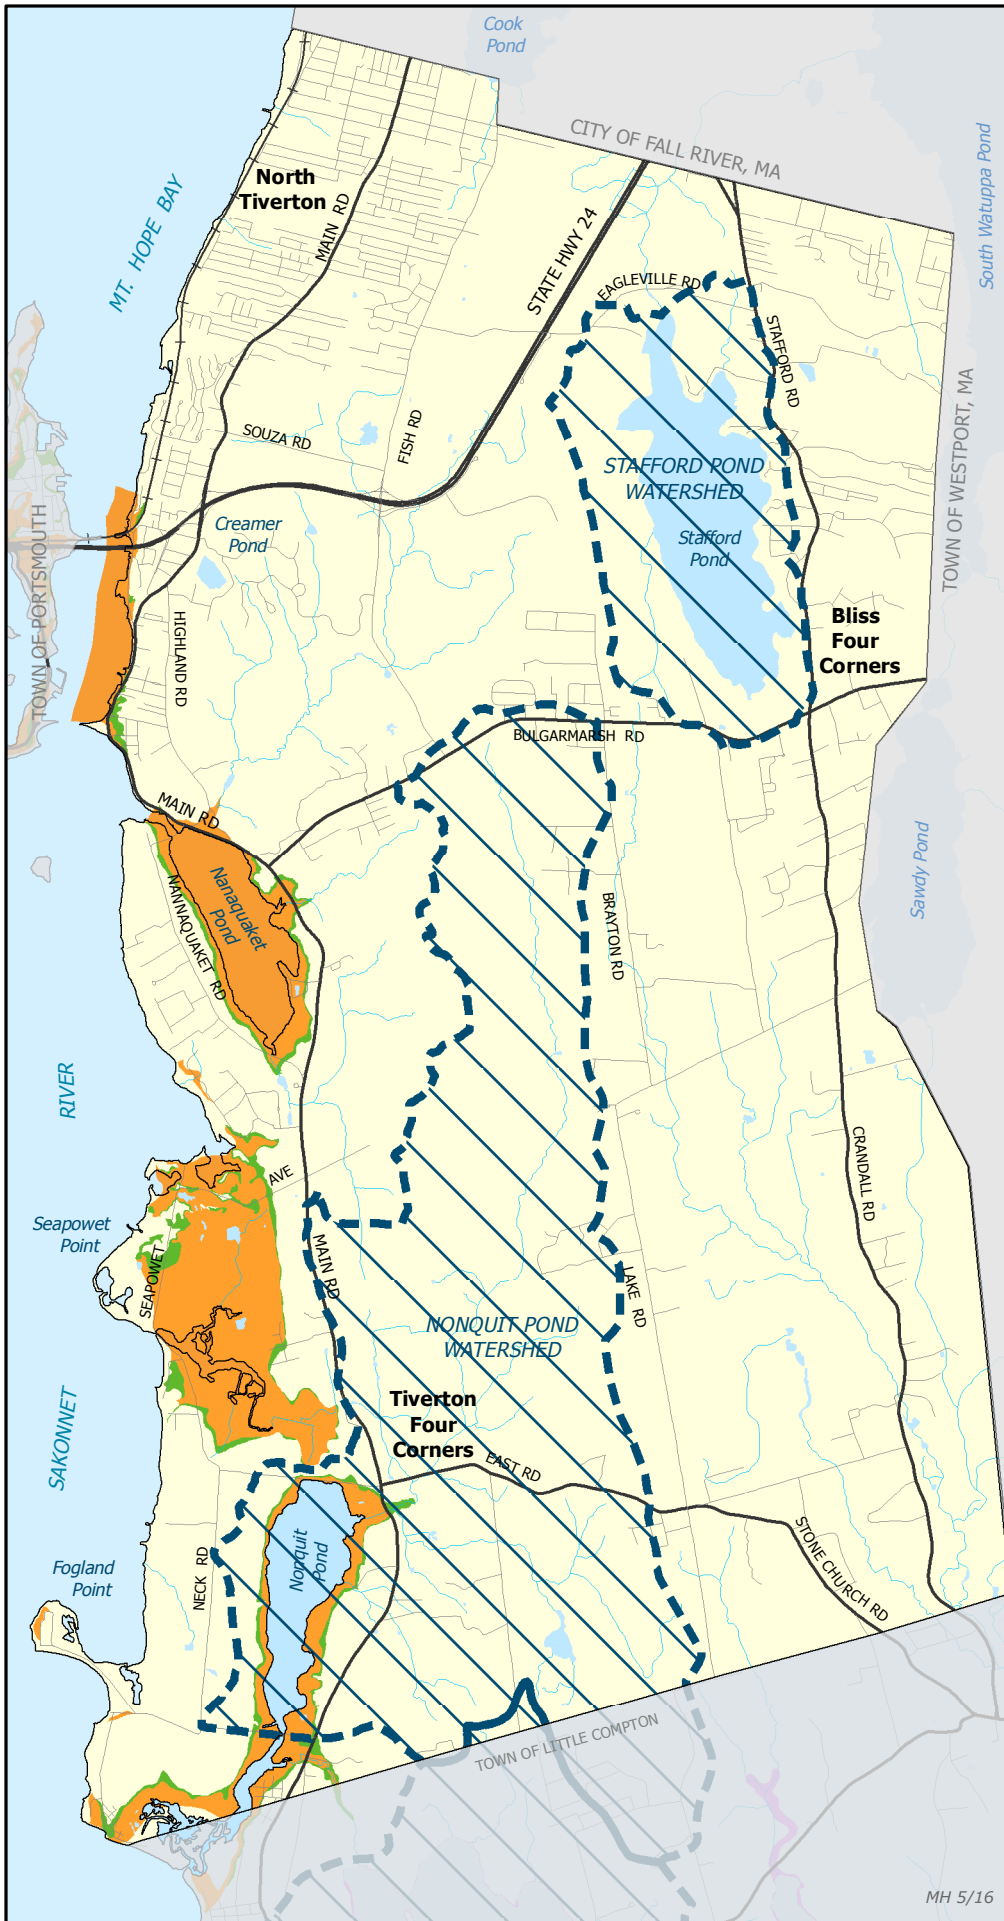 Cook
Pond
CITY OF FALL RIVER, MA
South Watuppa Pond
North
Tiverton
MAIN RD
MT. HOPE BAY
STATE HWY 24
EAGLEVILLE RD
STAFFORD RD
TOWN OF WESTPORT, MA
SOUZA RD
FISH RD
STAFFORD POND
WATERSHED
Creamer
Pond
Stafford
Pond
TOWN OF PORTSMOUTH
HIGHLAND RD
Bliss
Four
Corners
BULGARMARSH RD
MAIN RD
Nanaquaket
Pond
NANNAQUAKET RD
Sawdy Pond
BRAYTON RD
RIVER
CRANDALL RD
AVE
Seapowet
Point
SEAPOWET
MAIN RD
LAKE RD
NONQUIT POND
WATERSHED
Tiverton
Four
Corners
SAKONNET
EAST RD
STONE CHURCH RD
Nonquit
Pond
Fogland
Point
NECK RD
TOWN OF LITTLE COMPTON
MH 5/16